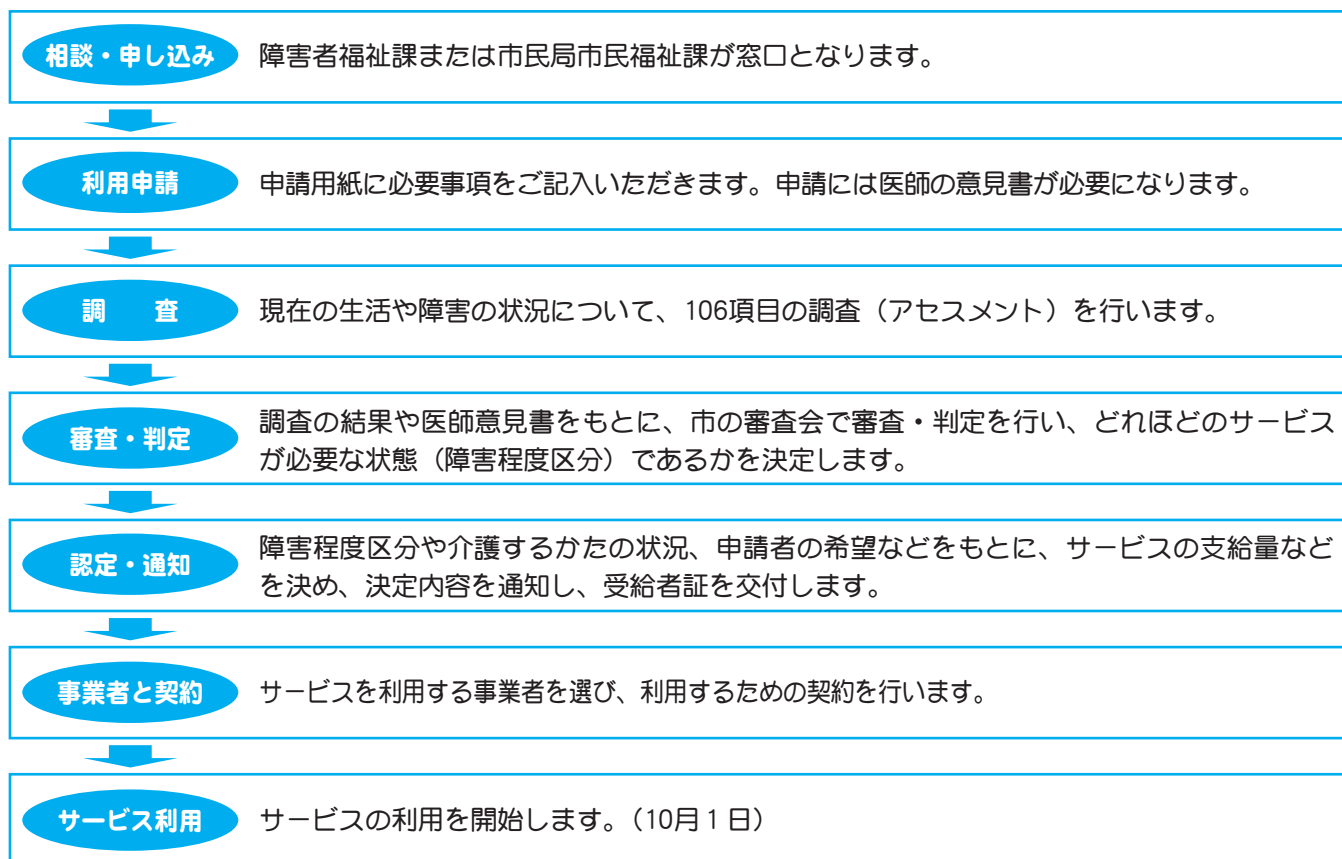 相談・申し込み
障害者福祉課または市民局市民福祉課が窓口となります。
利用申請
申請用紙に必要事項をご記入いただきます。申請には医師の意見書が必要になります。
調　査
現在の生活や障害の状況について、106項目の調査（アセスメント）を行います。
審査・判定
調査の結果や医師意見書をもとに、市の審査会で審査・判定を行い、どれほどのサービス
が必要な状態（障害程度区分）であるかを決定します。
認定・通知
障害程度区分や介護するかたの状況、申請者の希望などをもとに、サービスの支給量など
を決め、決定内容を通知し、受給者証を交付します。
事業者と契約
サービスを利用する事業者を選び、利用するための契約を行います。
サービス利用
サービスの利用を開始します。（10月１日）